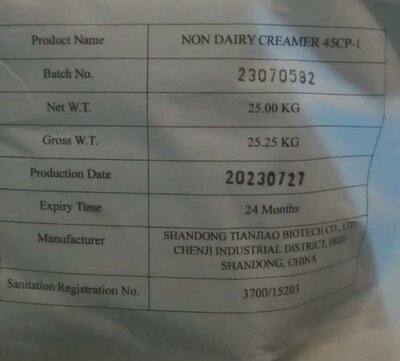 Product Name NON DAIRY CREAMER 45CP-1
Batch No. 23070582
Net W.T. 25.00 KG
Gross W.T. 25.25 KG
Production Date 20230727
Expiry Time 24 Months
Manufacturer SHANDONG TIANJIAO BIOTECH CO., LTD
CHENJI INDUSTRIAL DISTRICT, HEZE,
SHANDONG, CHINA
Sanitation Registration No. 3700/15203